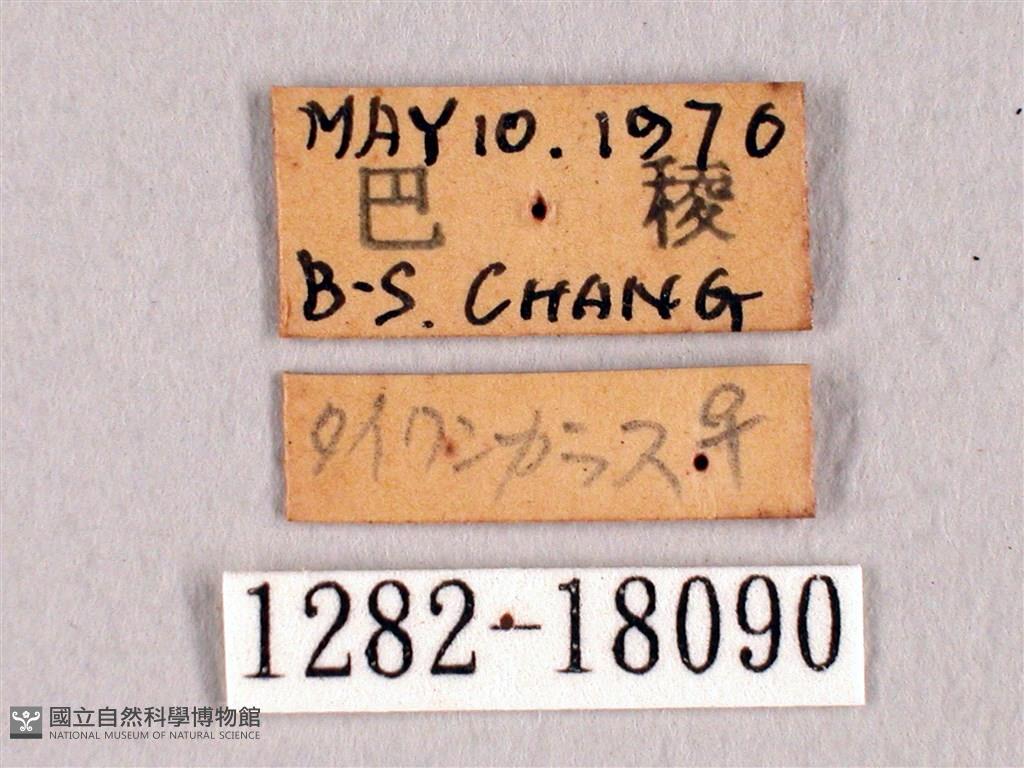 MAY 10. 1970
巴稜
B-S. CHANG
タイワンカラス♀
1282-18090
國立自然科學博物館
NATIONAL MUSEUM OF NATURAL SCIENCE